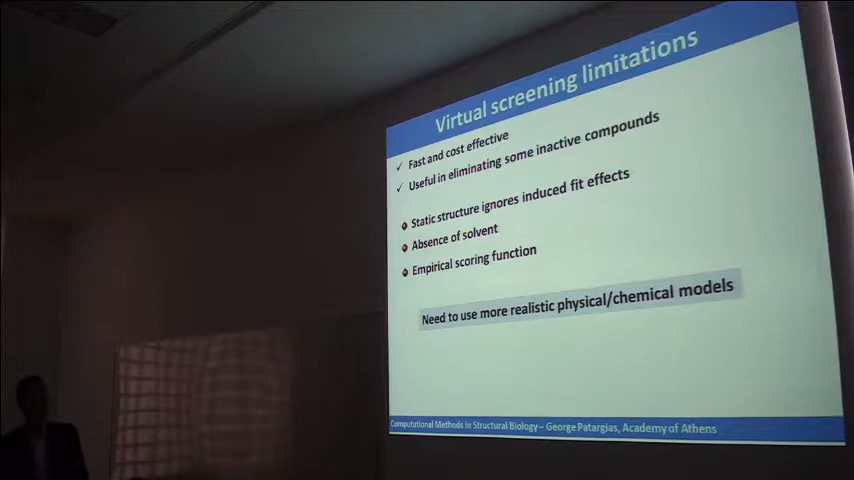 Virtual screening limitations
✓ Fast and cost effective
✓ Useful in eliminating some inactive compounds
Static structure ignores induced fit effects
Absence of solvent
Empirical scoring function
Need to use more realistic physical/chemical models
Computational Methods in Structural Biology– George Patargias, Academy of Athens